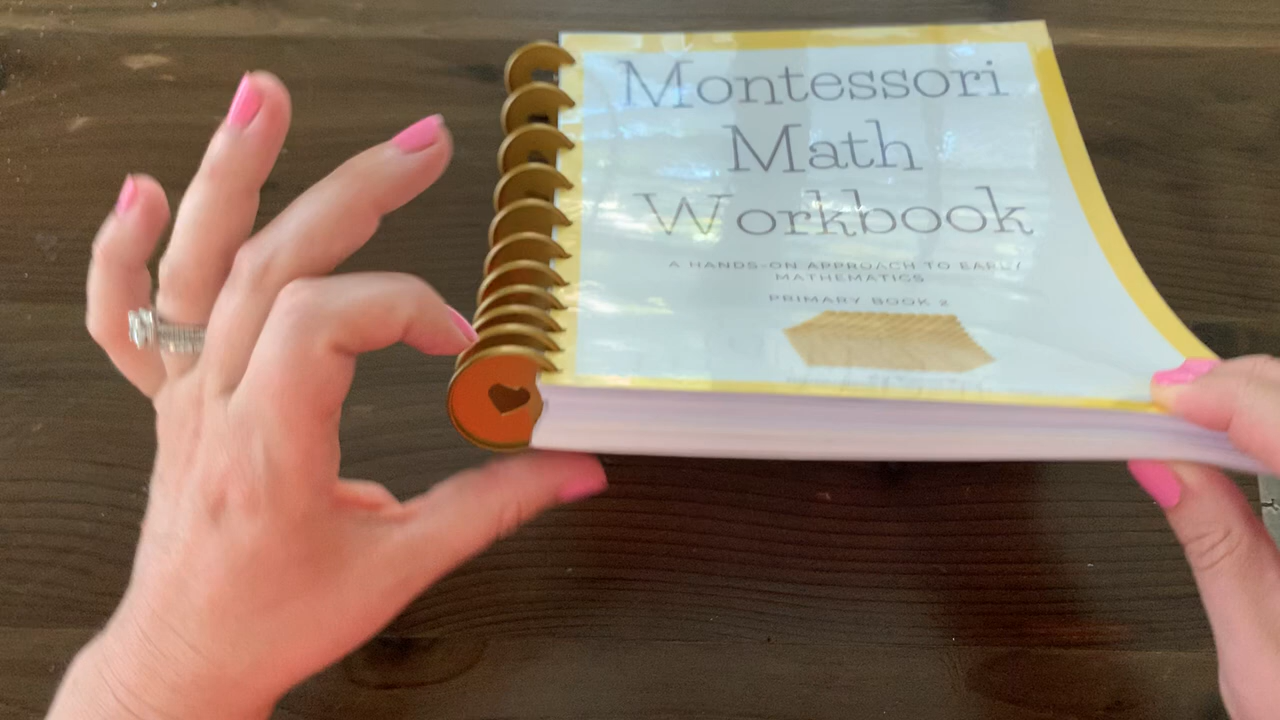 Montessori
Math
Workbook
A HANDS-ON APPROACH TO EARLY
MATHEMATICS
PRIMARY BOOK 2